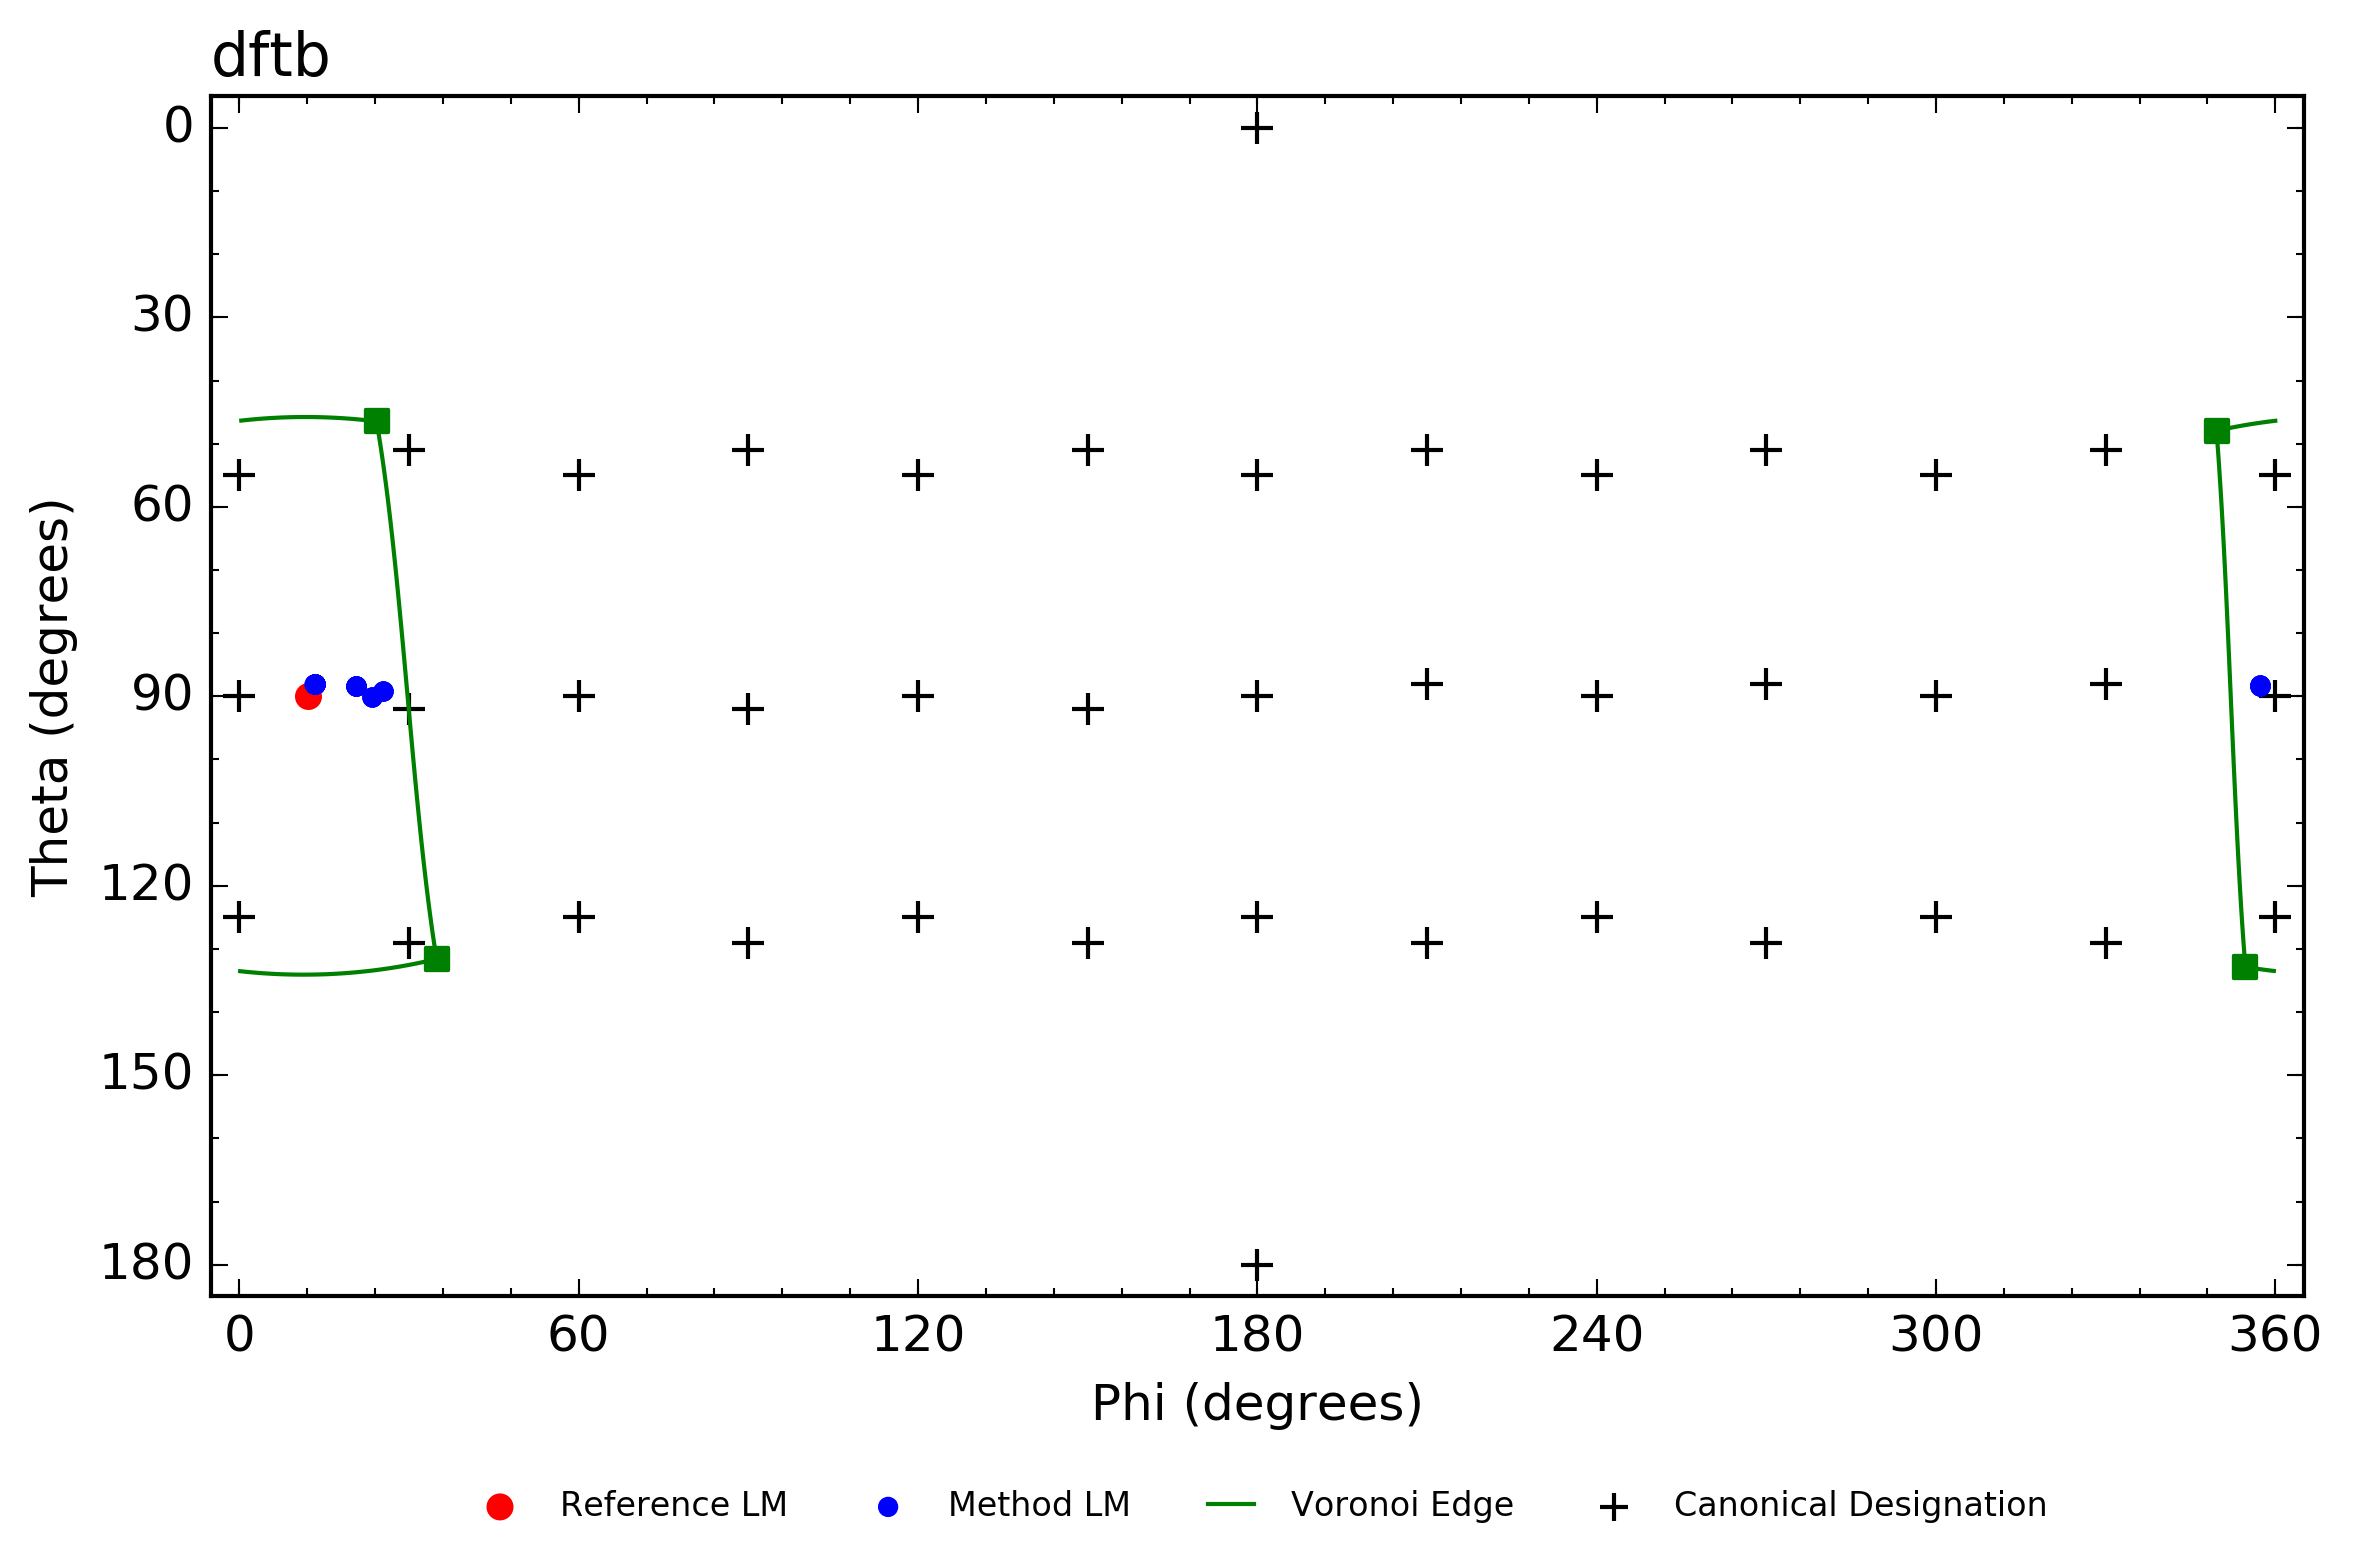 dftb
0
30
60
90
120
150
180
Theta (degrees)
0 60 120 180 240 300 360
Phi (degrees)
Reference LM Method LM Voronoi Edge Canonical Designation